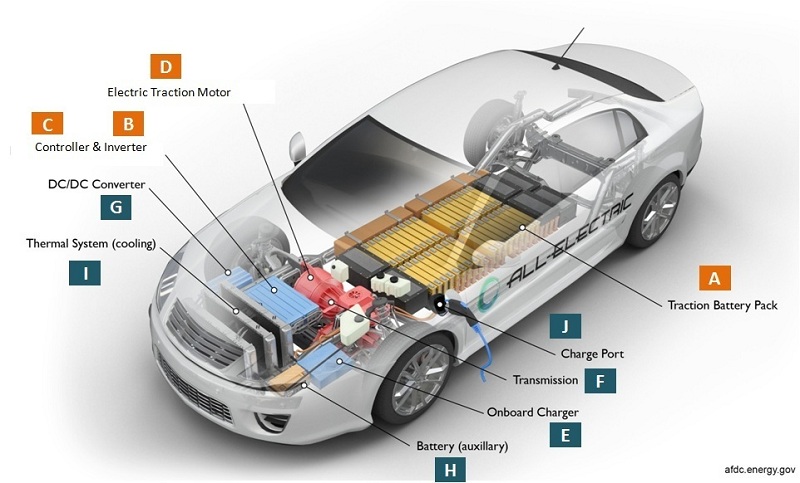 D
Electric Traction Motor
C
B
Controller & Inverter
DC/DC Converter
G
Thermal System (cooling)
I
ALL-ELECTRIC
A
Traction Battery Pack
J
Charge Port
Transmission
F
Onboard Charger
E
Battery (auxillary)
H
afdc.energy.gov